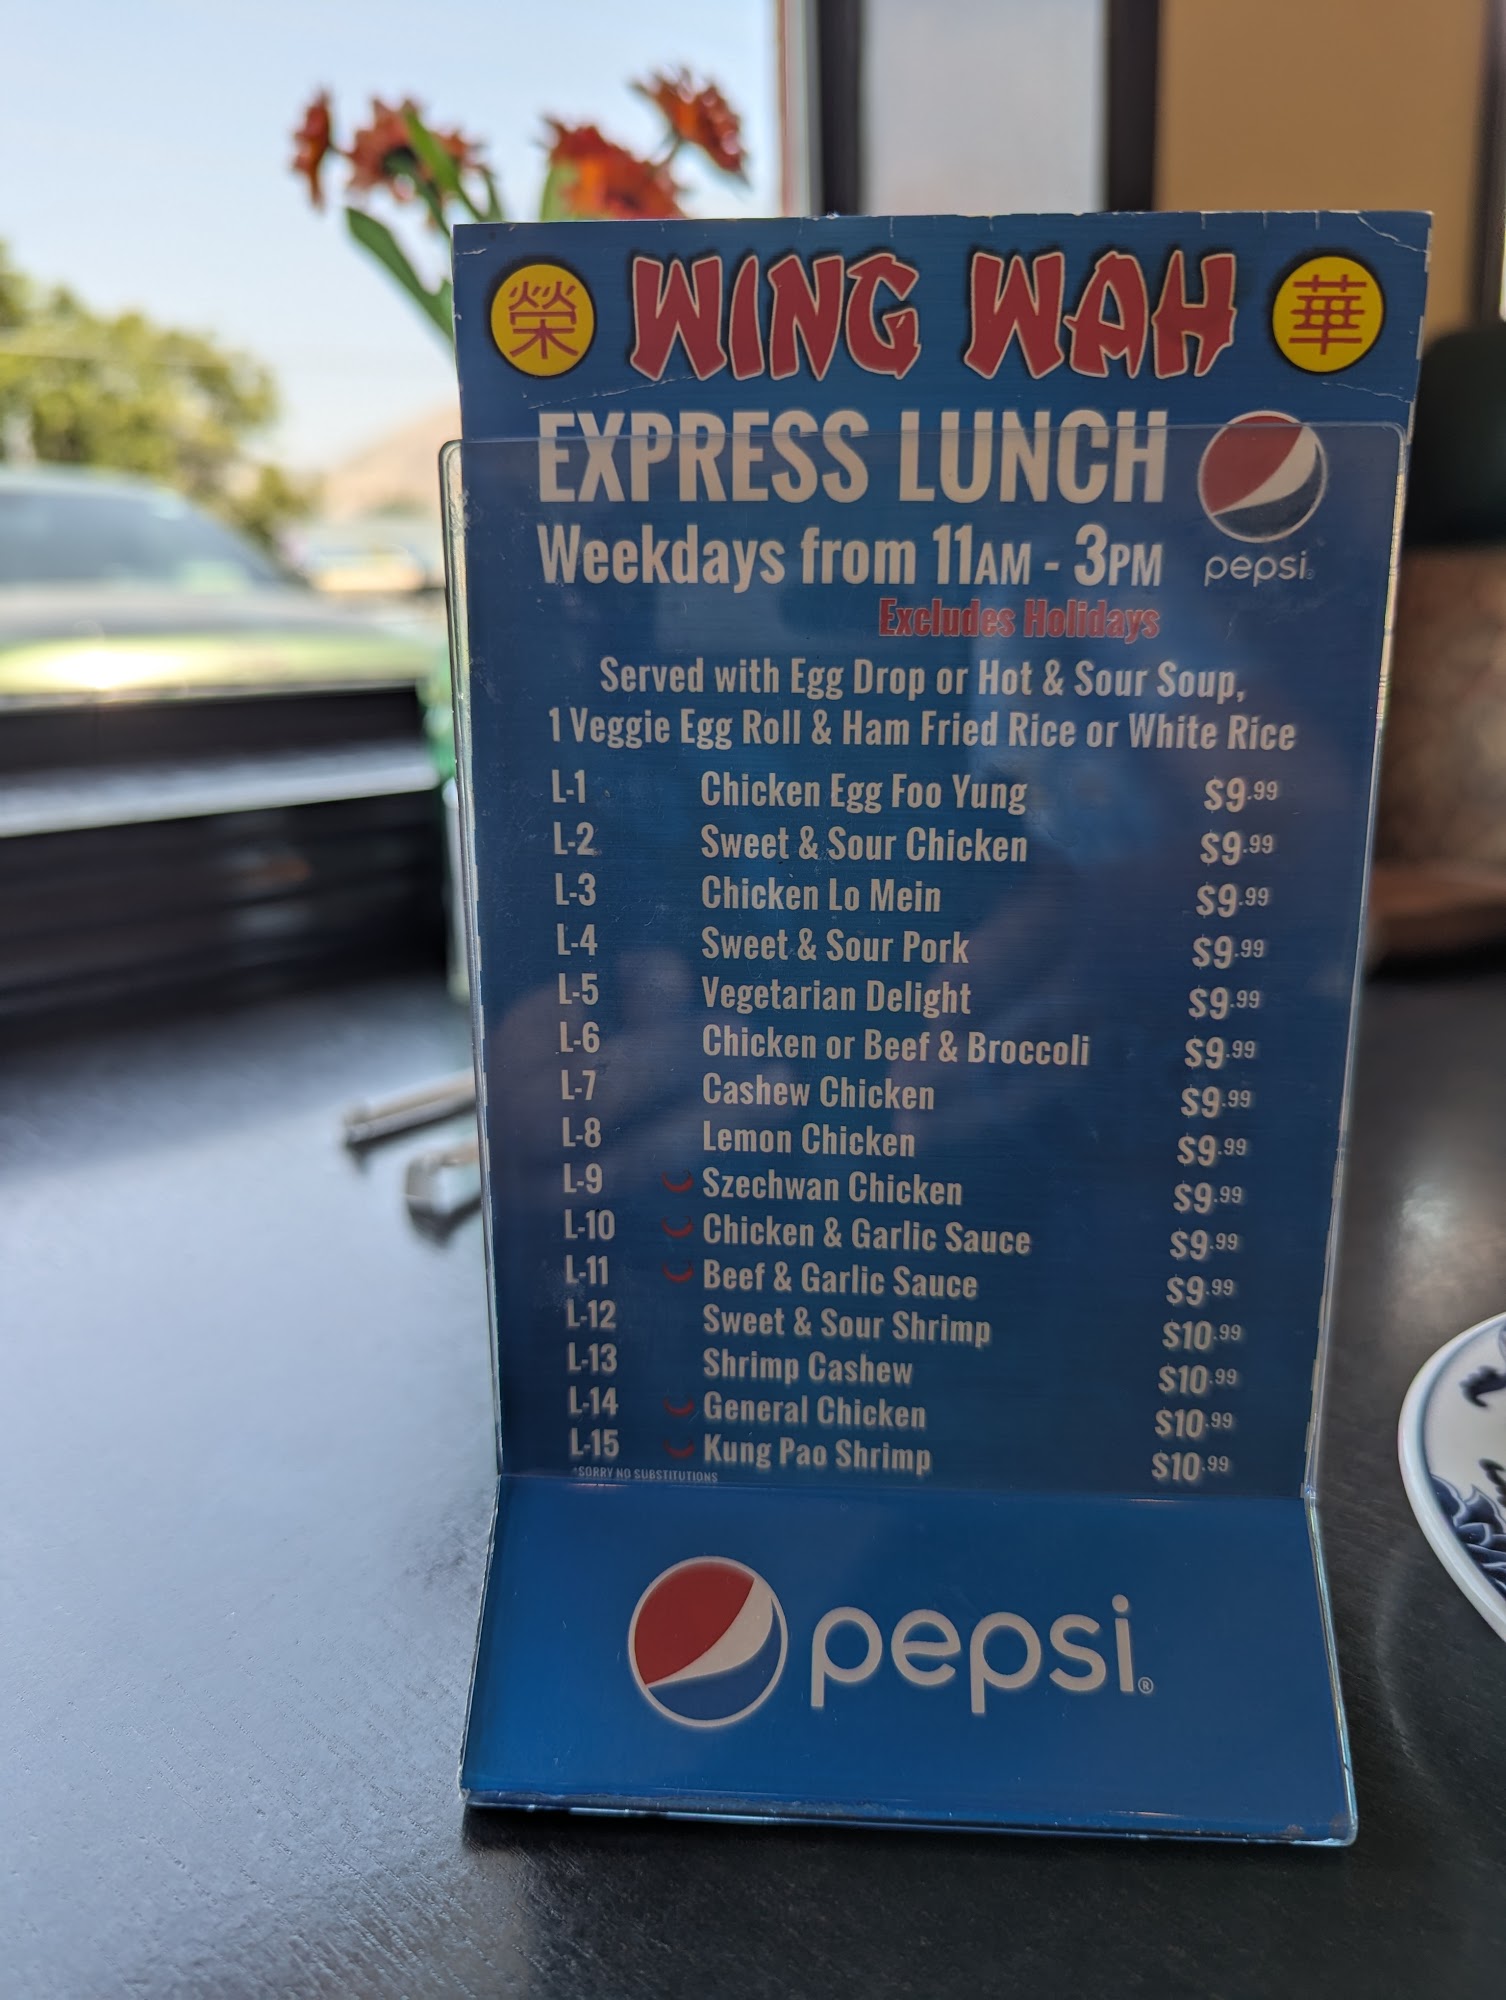 榮 WING WAH 華
EXPRESS LUNCH
Weekdays from 11AM - 3PM
pepsi
Excludes Holidays
Served with Egg Drop or Hot & Sour Soup,
1 Veggie Egg Roll & Ham Fried Rice or White Rice
L-1 Chicken Egg Foo Yung $9.99
L-2 Sweet & Sour Chicken $9.99
L-3 Chicken Lo Mein $9.99
L-4 Sweet & Sour Pork $9.99
L-5 Vegetarian Delight $9.99
L-6 Chicken or Beef & Broccoli $9.99
L-7 Cashew Chicken $9.99
L-8 Lemon Chicken $9.99
L-9 Szechwan Chicken $9.99
L-10 Chicken & Garlic Sauce $9.99
L-11 Beef & Garlic Sauce $9.99
L-12 Sweet & Sour Shrimp $10.99
L-13 Shrimp Cashew $10.99
L-14 General Chicken $10.99
L-15 Kung Pao Shrimp $10.99
*SORRY NO SUBSTITUTIONS
pepsi®